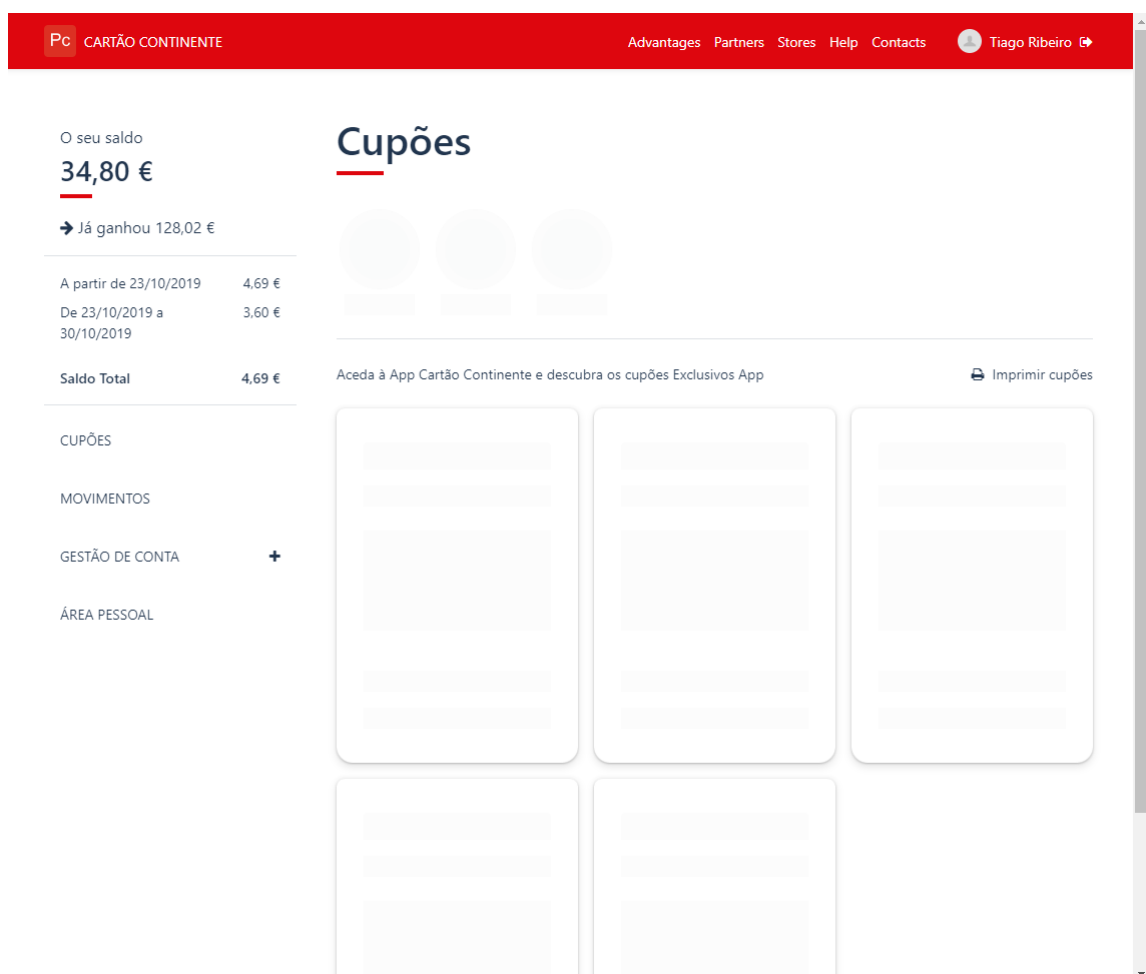 Pc CARTÃO CONTINENTE
Advantages Partners Stores Help Contacts Tiago Ribeiro
O seu saldo
34,80 €
Já ganhou 128,02 €
A partir de 23/10/2019 4,69 €
De 23/10/2019 a 3,60 €
30/10/2019
Saldo Total 4,69 €
CUPÕES
MOVIMENTOS
GESTÃO DE CONTA
ÁREA PESSOAL
Cupões
Aceda à App Cartão Continente e descubra os cupões Exclusivos App
Imprimir cupões